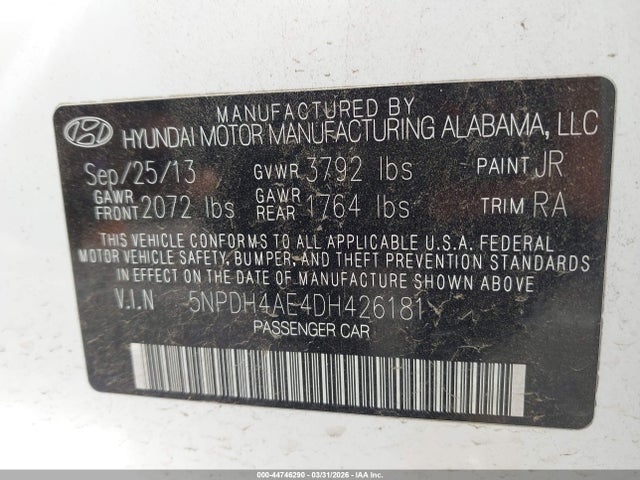 MANUFACTURED BY
HYUNDAI MOTOR MANUFACTURING ALABAMA, LLC
Sep/25/13 GVWR 3792 lbs PAINT JR
GAWR FRONT 2072 lbs GAWR REAR 1764 lbs TRIM RA
THIS VEHICLE CONFORMS TO ALL APPLICABLE U.S.A. FEDERAL
MOTOR VEHICLE SAFETY, BUMPER, AND THEFT PREVENTION STANDARDS
IN EFFECT ON THE DATE OF MANUFACTURE SHOWN ABOVE.
V.I.N 5NPDH4AE4DH426181
PASSENGER CAR
000-44746290 - 03/31/2026 - COPART